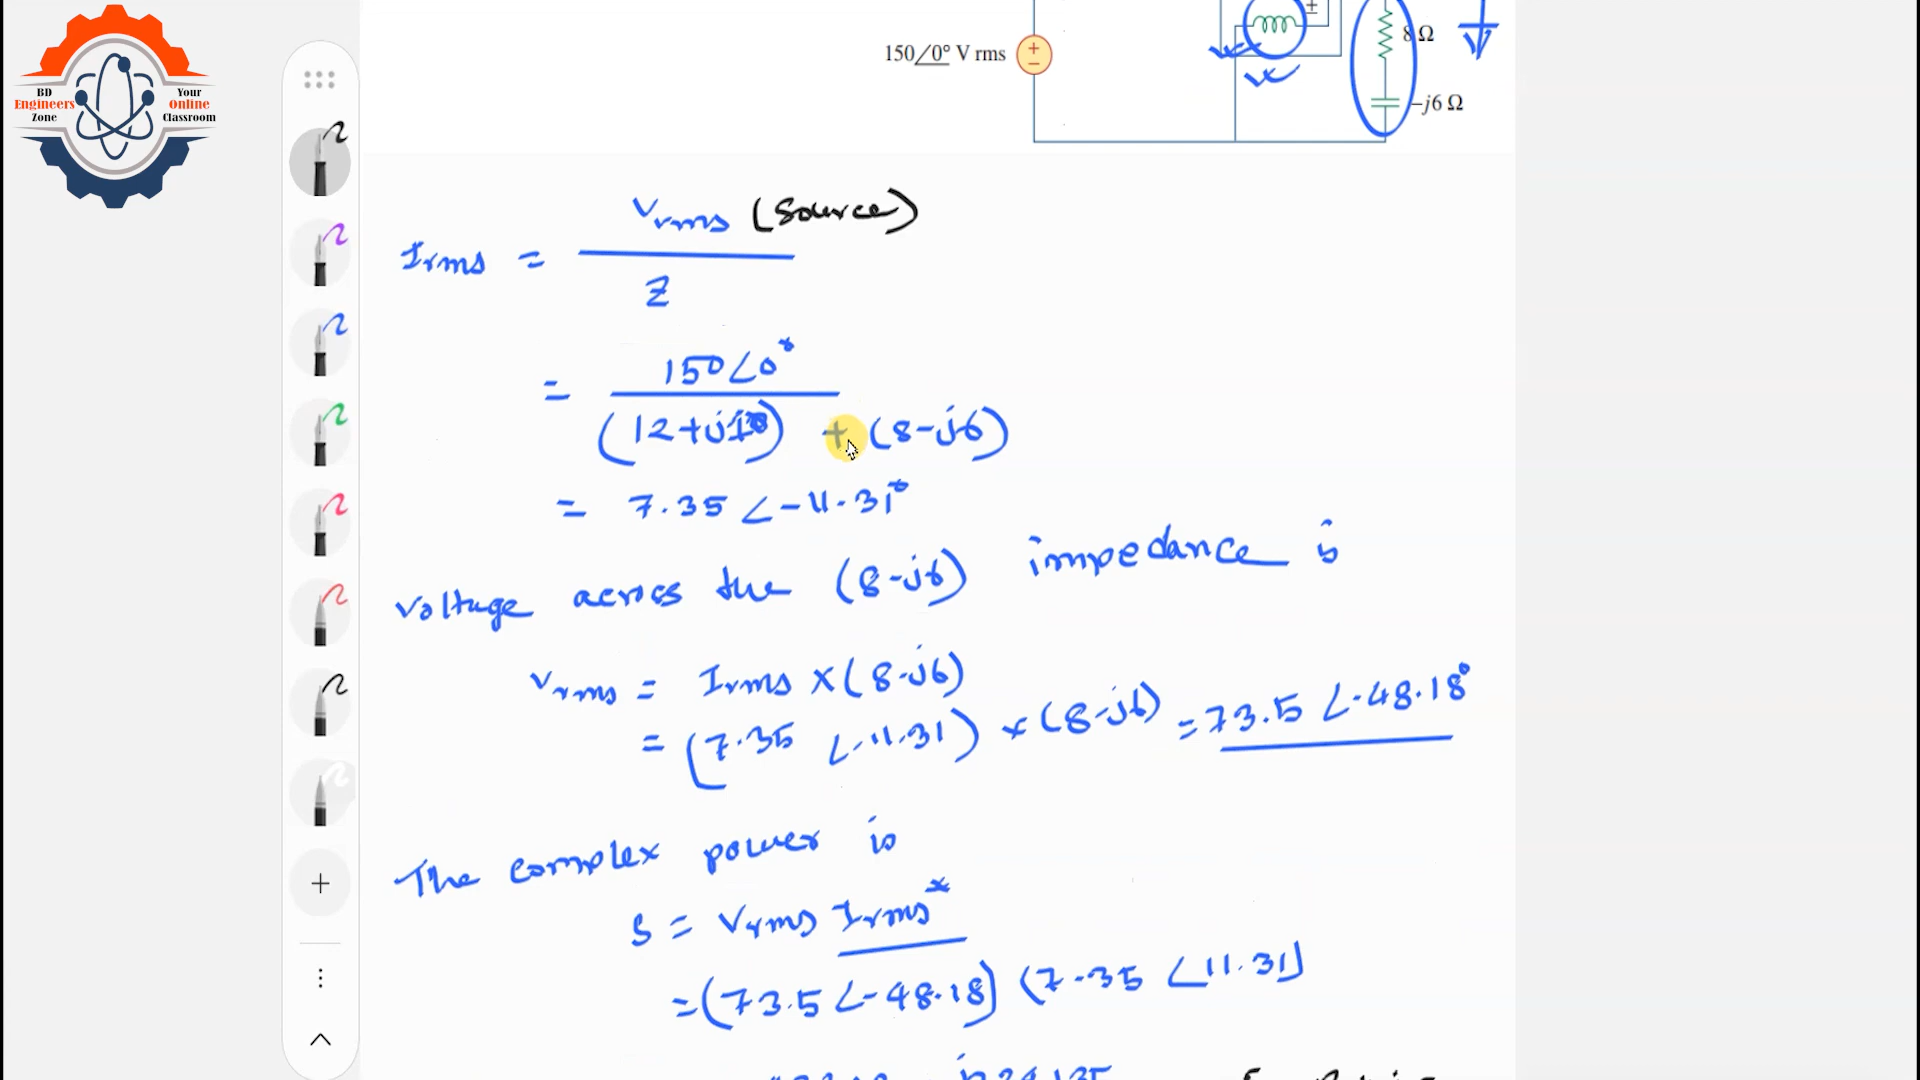 BD
Engineers
Zone
Your
Online
Classroom
150∠0° V rms
±
8 Ω
-j6 Ω
Irms = Vrms (Source) / Z
= 150∠0° / (12+j10) + (8-j6)
= 7.35 ∠-11.31°
Voltage across the (8-j6) impedance is
Vrms = Irms x (8-j6)
= (7.35 ∠-11.31) x (8-j6) = 73.5 ∠-48.18°
The complex power is
S = Vrms Irms*
= (73.5 ∠-48.18) (7.35 ∠11.31)